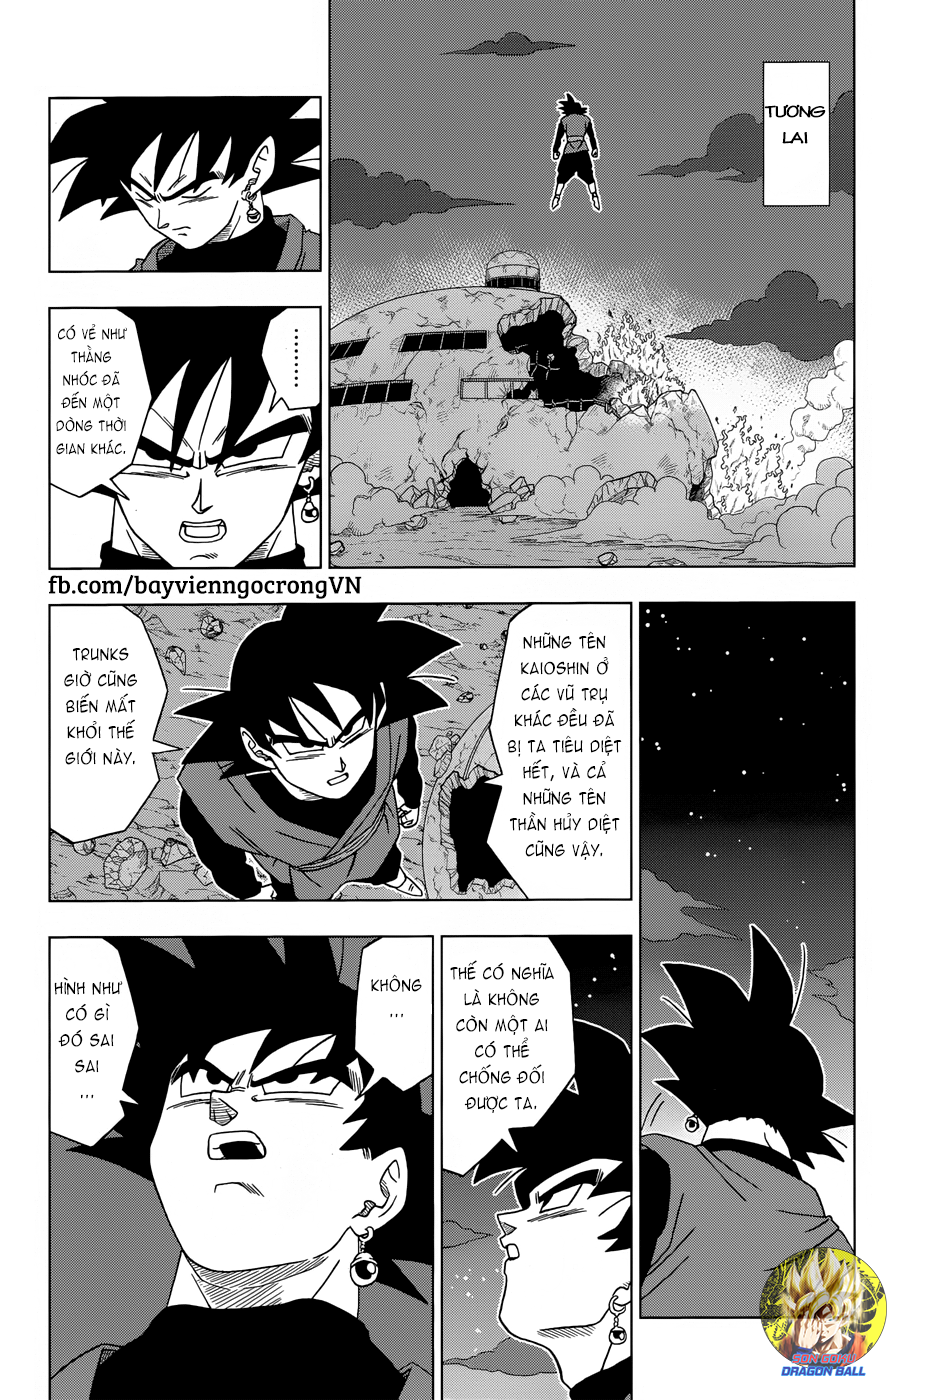 TƯƠNG
LAI
........
CÓ VẺ NHƯ
THẰNG
NHÓC ĐÃ
ĐẾN MỘT
DÒNG THỜI
GIAN KHÁC.
fb.com/bayvienngocrongVN
NHỮNG TÊN
KAIOSHIN Ở
CÁC VŨ TRỤ
KHÁC ĐỀU ĐÃ
BỊ TA TIÊU DIỆT
HẾT, VÀ CẢ
NHỮNG TÊN
THẦN HỦY DIỆT
CŨNG VẬY.
TRUNKS
GIỜ CŨNG
BIẾN MẤT
KHỎI THẾ
GIỚI NÀY.
THẾ CÓ NGHĨA
LÀ KHÔNG
CÒN MỘT AI
CÓ THỂ
CHỐNG ĐỐI
ĐƯỢC TA.
KHÔNG
...
HÌNH NHƯ
CÓ GÌ
ĐÓ SAI
SAI
...
SON GOKU
DRAGON BALL